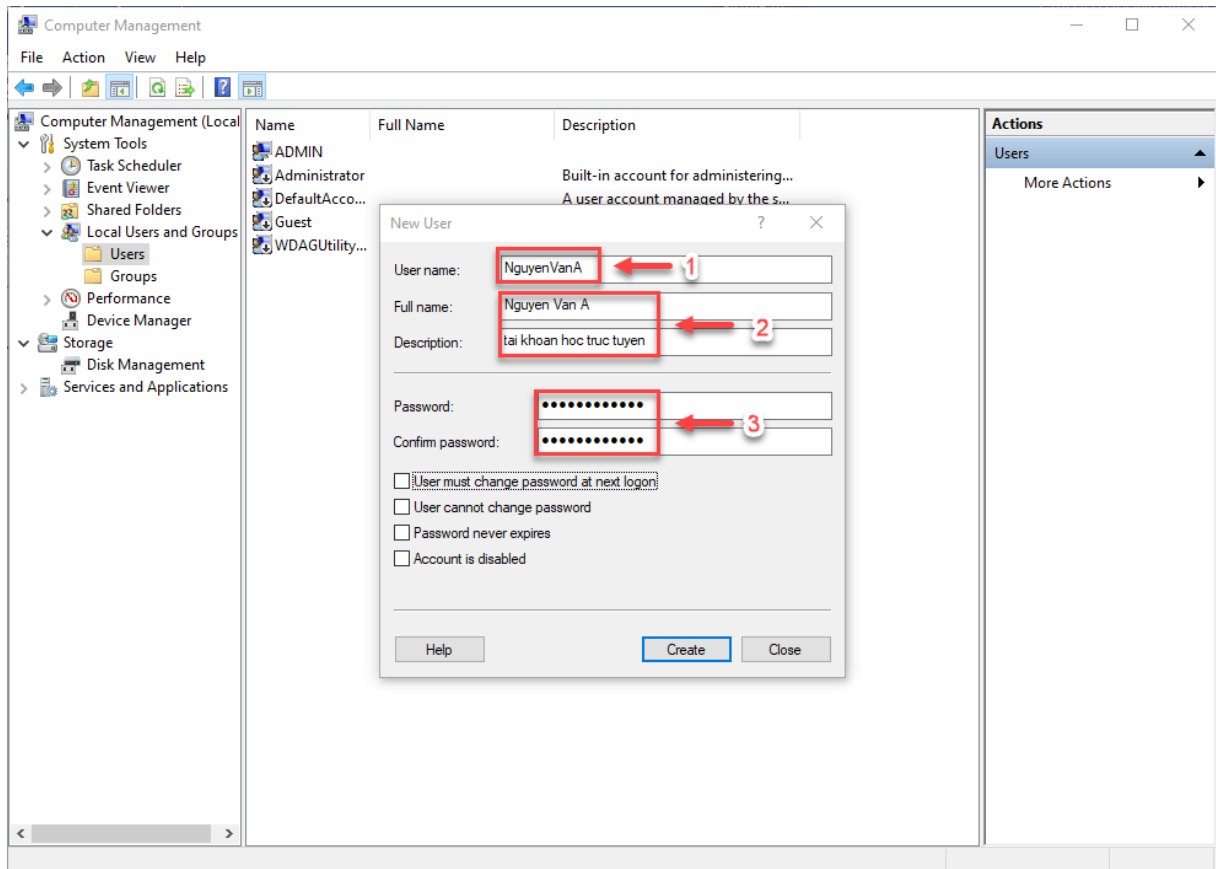 Computer Management
File Action View Help
Computer Management (Local
System Tools
Task Scheduler
Event Viewer
Shared Folders
Local Users and Groups
Users
Groups
Performance
Device Manager
Storage
Disk Management
Services and Applications
Name Full Name Description
ADMIN
Administrator Built-in account for administering...
DefaultAcco... A user account managed by the s...
Guest
WDAGUtility...
New User
User name: NguyenVanA 1
Full name: Nguyen Van A
2
Description: tai khoan hoc truc tuyen
Password: ••••••••••••
3
Confirm password: ••••••••••••
User must change password at next logon
User cannot change password
Password never expires
Account is disabled
Help Create Close
Actions
Users
More Actions